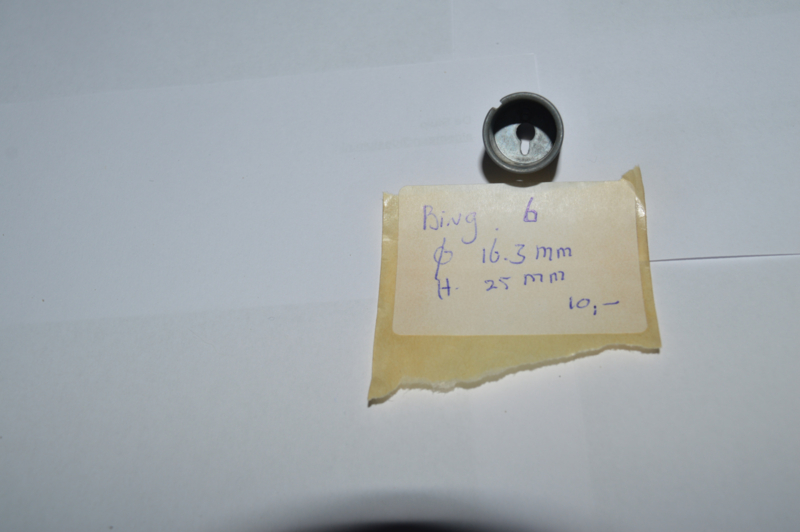 Bing. 6
φ 16.3 mm
H. 25 mm
10,-